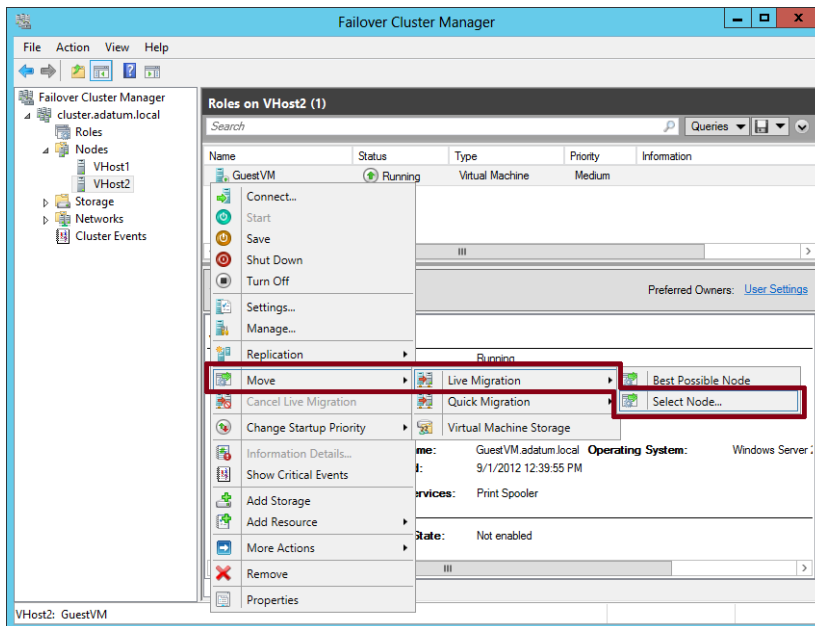 Failover Cluster Manager
File Action View Help
Failover Cluster Manager
cluster.adatum.local
Roles
Nodes
VHost1
VHost2
Storage
Networks
Cluster Events
Roles on VHost2 (1)
Search
Queries
Name Status Type Priority Information
GuestVM Running Virtual Machine Medium
Connect...
Start
Save
Shut Down
Turn Off
Settings...
Manage...
Replication
Move
Cancel Live Migration
Change Startup Priority
Information Details...
Show Critical Events
Add Storage
Add Resource
More Actions
Remove
Properties
Live Migration
Quick Migration
Virtual Machine Storage
Best Possible Node
Select Node...
Preferred Owners: User Settings
Running
me: GuestVM.adatum.local Operating System: Windows Server
9/1/2012 12:39:55 PM
ervices: Print Spooler
State: Not enabled
VHost2: GuestVM